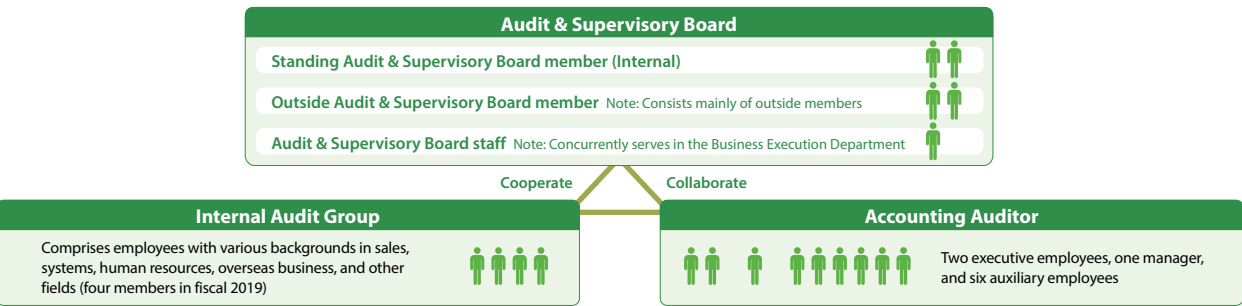 Audit & Supervisory Board
Standing Audit & Supervisory Board member (Internal)
Outside Audit & Supervisory Board member Note: Consists mainly of outside members
Audit & Supervisory Board staff Note: Concurrently serves in the Business Execution Department
Cooperate
Collaborate
Internal Audit Group
Comprises employees with various backgrounds in sales,
systems, human resources, overseas business, and other
fields (four members in fiscal 2019)
Accounting Auditor
Two executive employees, one manager,
and six auxiliary employees